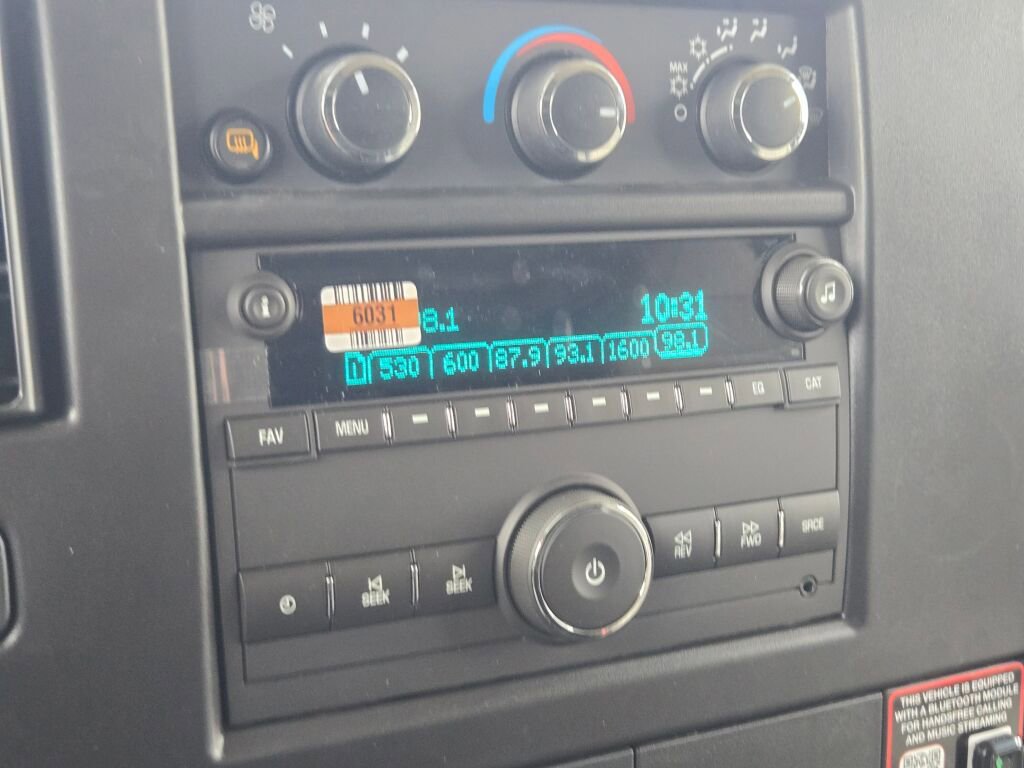 MAX
6031
8.1
10:31
1 530 600 87.9 93.1 1600 98.1
FAV MENU EQ CAT
SEEK SEEK REV FWD SRCE
THIS VEHICLE IS EQUIPPED
WITH A BLUETOOTH MODULE
FOR HANDSFREE CALLING
AND MUSIC STREAMING